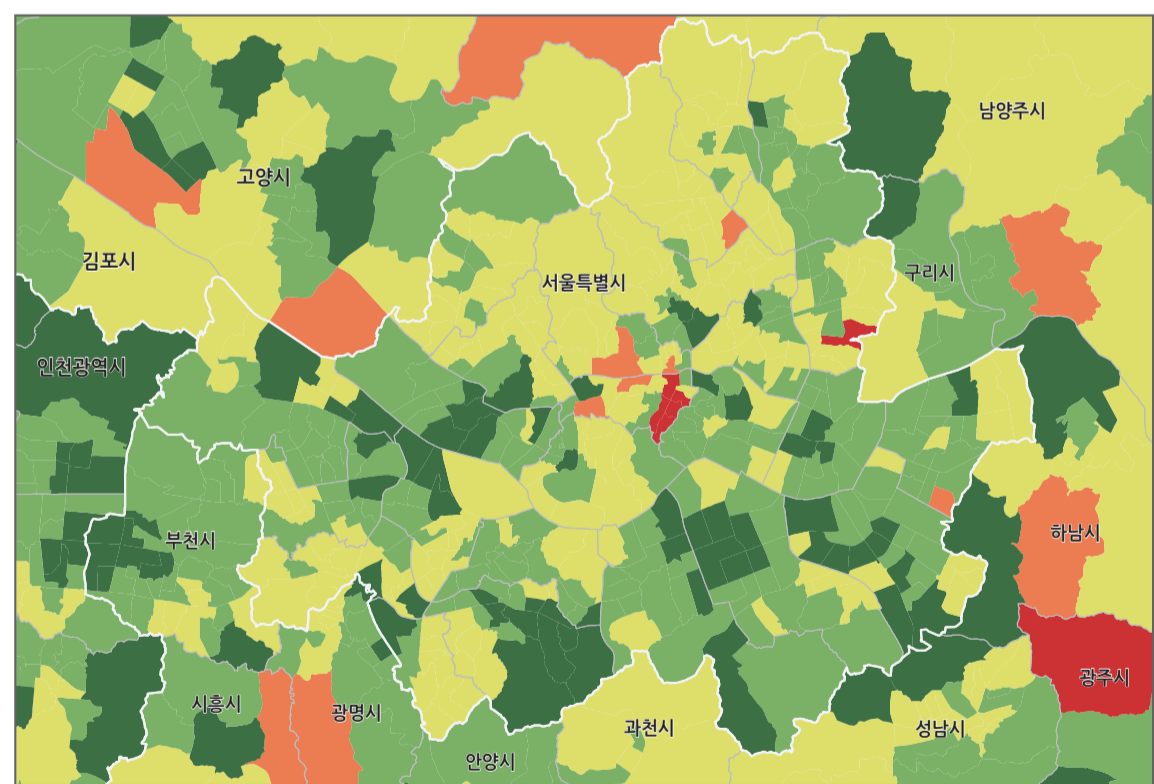 남양주시
고양시
김포시
구리시
서울특별시
인천광역시
하남시
부천시
광주시
시흥시
광명시
과천시
성남시
안양시